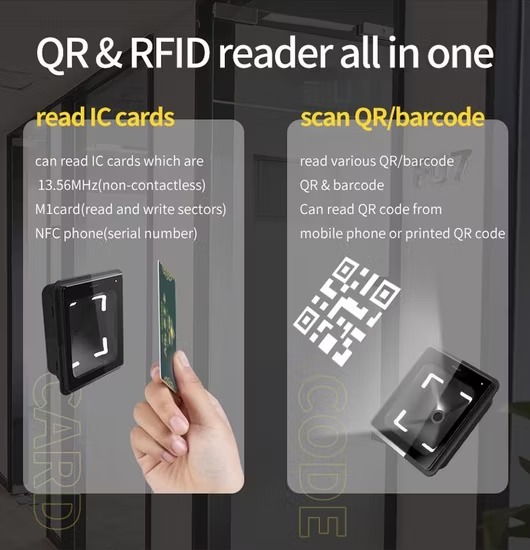 QR & RFID reader all in one
read IC cards
can read IC cards which are
13.56MHz(non-contactless)
M1card(read and write sectors)
NFC phone(serial number)
CARD
scan QR/barcode
read various QR/barcode
QR & barcode
Can read QR code from
mobile phone or printed QR code
CODE